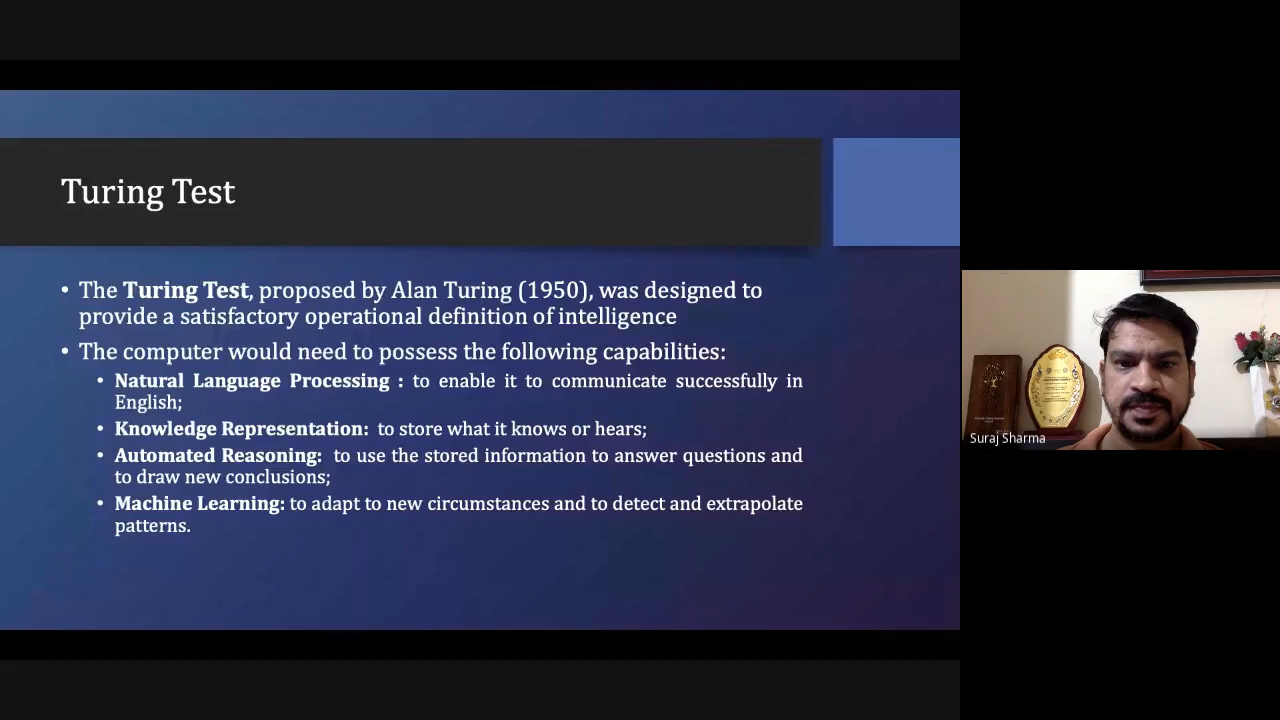 Turing Test
• The Turing Test, proposed by Alan Turing (1950), was designed to
provide a satisfactory operational definition of intelligence
• The computer would need to possess the following capabilities:
• Natural Language Processing : to enable it to communicate successfully in
English;
• Knowledge Representation: to store what it knows or hears;
• Automated Reasoning: to use the stored information to answer questions and
to draw new conclusions;
• Machine Learning: to adapt to new circumstances and to detect and extrapolate
patterns.
Suraj Sharma